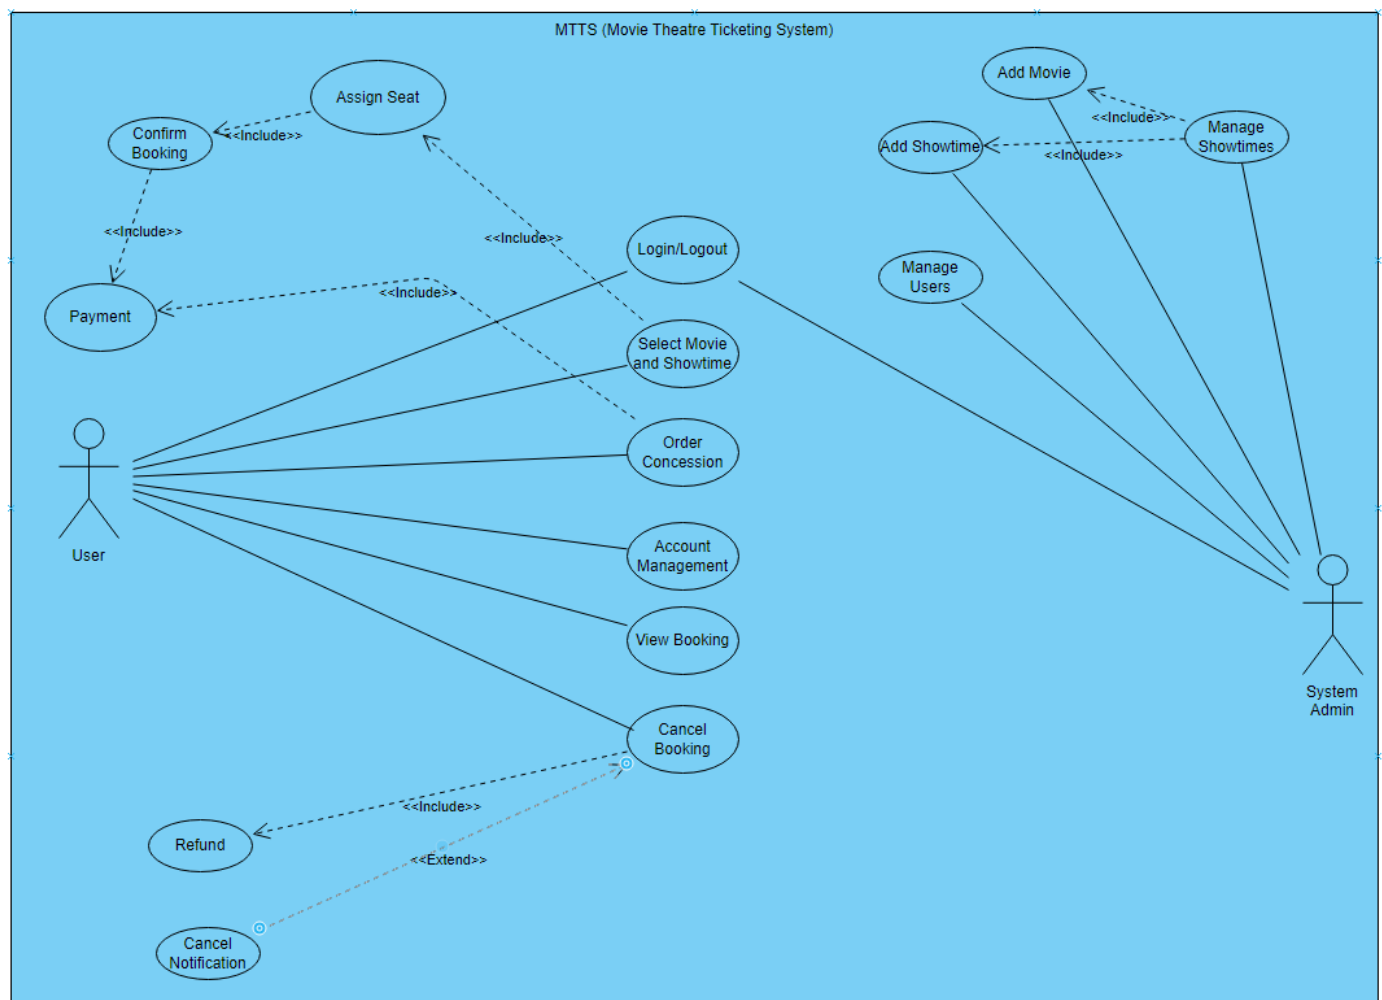 MTTS (Movie Theatre Ticketing System)
Add Movie
Assign Seat
<<Include>>
Confirm
Booking
<<Include>>
Manage
Showtimes
Add Showtime
<<Include>>
<<Include>>
<<Include>>
Login/Logout
Manage
Users
<<Include>>
Payment
Select Movie
and Showtime
Order
Concession
User
Account
Management
View Booking
System
Admin
Cancel
Booking
<<Include>>
Refund
<<Extend>>
Cancel
Notification